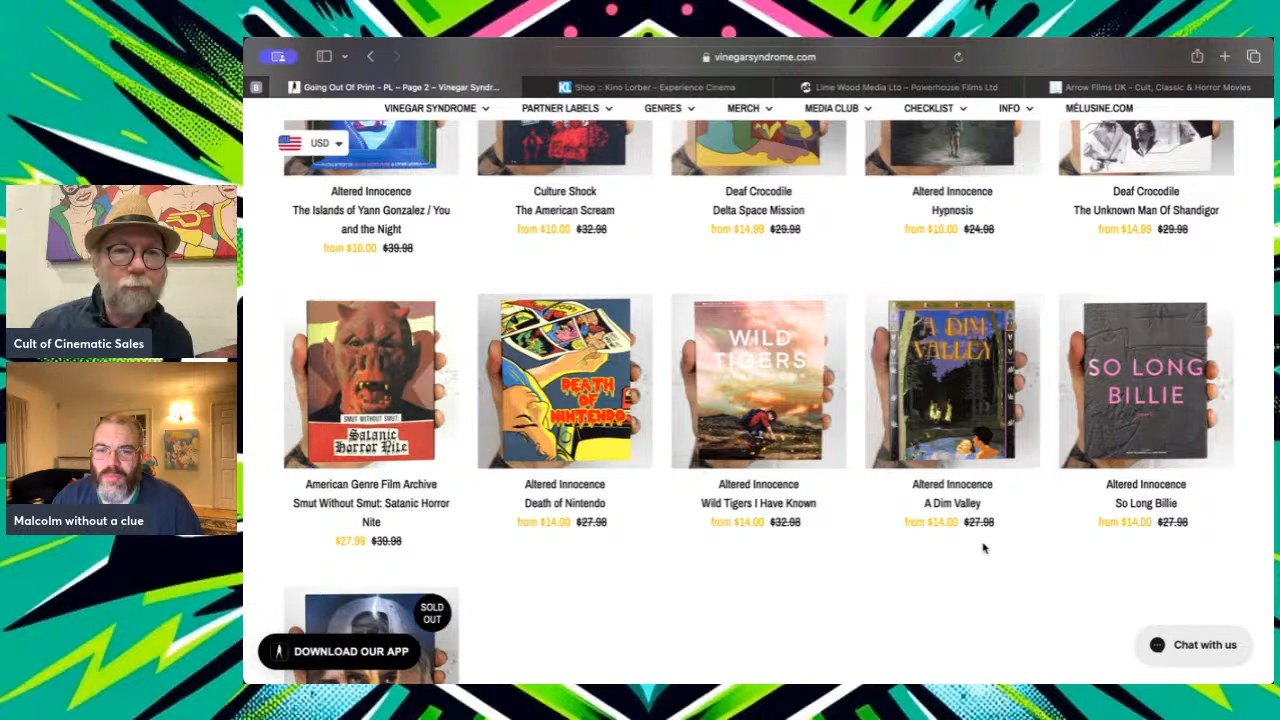 vinegarsyndrome.com
B
Going Out Of Print - PL – Page 2 – Vinegar Syndr...
KL
Shop :: Kino Lorber - Experience Cinema
Lime Wood Media Ltd – Powerhouse Films Ltd
Arrow Films UK - Cult, Classic & Horror Movies
VINEGAR SYNDROME
PARTNER LABELS
GENRES
MERCH
MEDIA CLUB
CHECKLIST
INFO
MÉLUSINE.COM
USD
Altered Innocence
The Islands of Yann Gonzalez / You
and the Night
from $10.00 $39.98
Culture Shock
The American Scream
from $10.00 $32.98
Deaf Crocodile
Delta Space Mission
from $14.99 $29.98
Altered Innocence
Hypnosis
from $10.00 $24.98
Deaf Crocodile
The Unknown Man Of Shandigor
from $14.99 $29.98
SMUT WITHOUT SMUT:
Satanic
Horror Nite
DEATH
OF
NINTENDO
WILD
TIGERS
A DIM
VALLEY
SO LONG
BILLIE
American Genre Film Archive
Smut Without Smut: Satanic Horror
Nite
$27.99 $39.98
Altered Innocence
Death of Nintendo
from $14.00 $27.98
Altered Innocence
Wild Tigers I Have Known
from $14.00 $32.98
Altered Innocence
A Dim Valley
from $14.00 $27.98
Altered Innocence
So Long Billie
from $14.00 $27.98
SOLD
OUT
DOWNLOAD OUR APP
Chat with us
Cult of Cinematic Sales
Malcolm without a clue